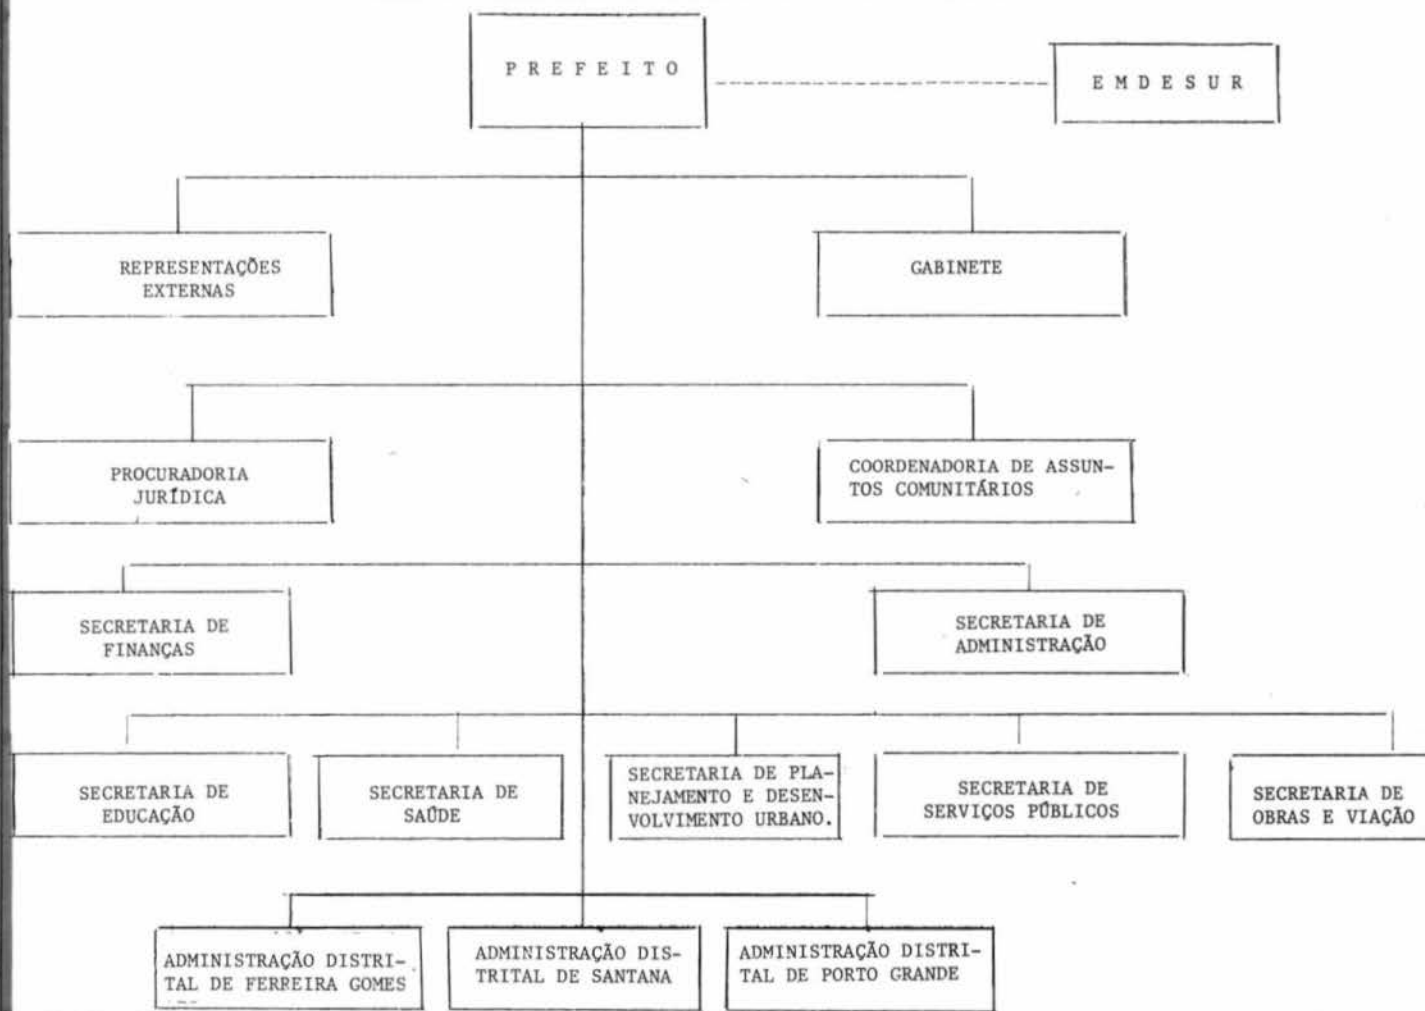 P R E F E I T O
E M D E S U R
REPRESENTAÇÕES
EXTERNAS
GABINETE
PROCURADORIA
JURÍDICA
COORDENADORIA DE ASSUN-
TOS COMUNITÁRIOS
SECRETARIA DE
FINANÇAS
SECRETARIA DE
ADMINISTRAÇÃO
SECRETARIA DE
EDUCAÇÃO
SECRETARIA DE
SAÚDE
SECRETARIA DE PLA-
NEJAMENTO E DESEN-
VOLVIMENTO URBANO.
SECRETARIA DE
SERVIÇOS PÚBLICOS
SECRETARIA DE
OBRAS E VIAÇÃO
ADMINISTRAÇÃO DISTRI-
TAL DE FERREIRA GOMES
ADMINISTRAÇÃO DIS-
TRITAL DE SANTANA
ADMINISTRAÇÃO DISTRI-
TAL DE PORTO GRANDE